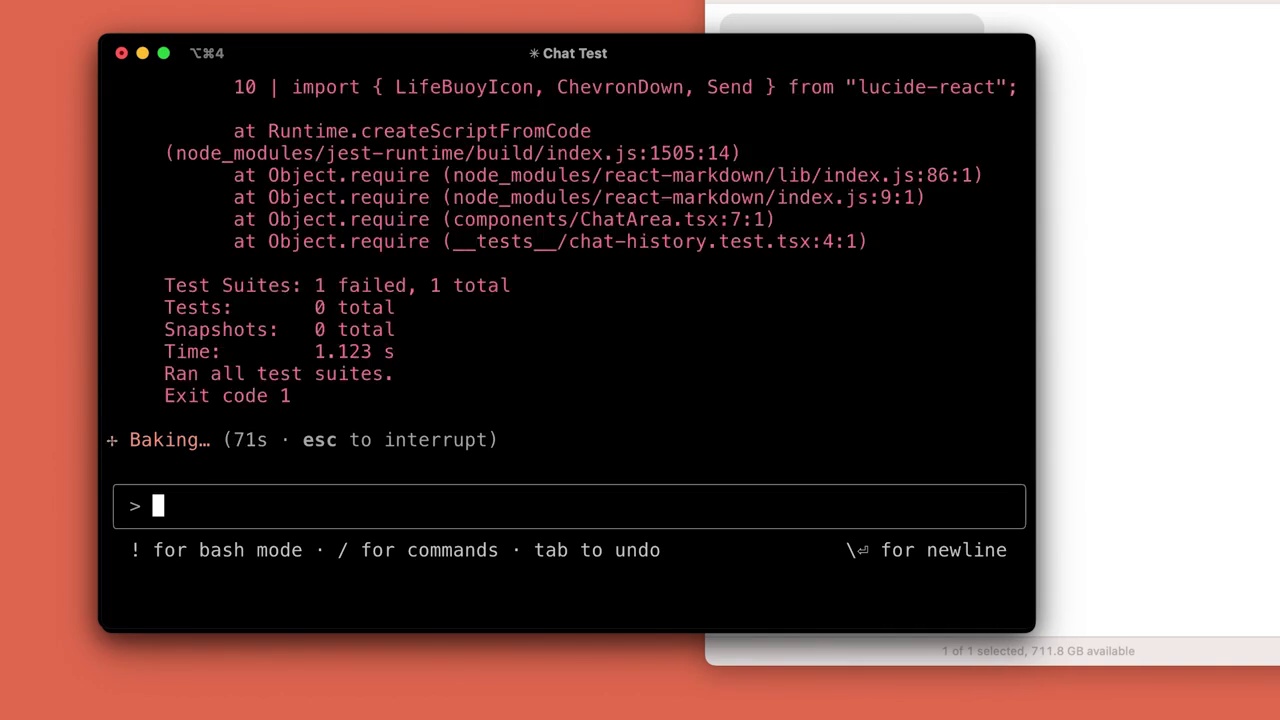 ⌥⌘4
✳ Chat Test
10 | import { LifeBuoyIcon, ChevronDown, Send } from "lucide-react";
at Runtime.createScriptFromCode
(node_modules/jest-runtime/build/index.js:1505:14)
at Object.require (node_modules/react-markdown/lib/index.js:86:1)
at Object.require (node_modules/react-markdown/index.js:9:1)
at Object.require (components/ChatArea.tsx:7:1)
at Object.require (__tests__/chat-history.test.tsx:4:1)
Test Suites: 1 failed, 1 total
Tests: 0 total
Snapshots: 0 total
Time: 1.123 s
Ran all test suites.
Exit code 1
✢ Baking… (71s · esc to interrupt)
>
! for bash mode · / for commands · tab to undo
\⏎ for newline
1 of 1 selected, 711.8 GB available